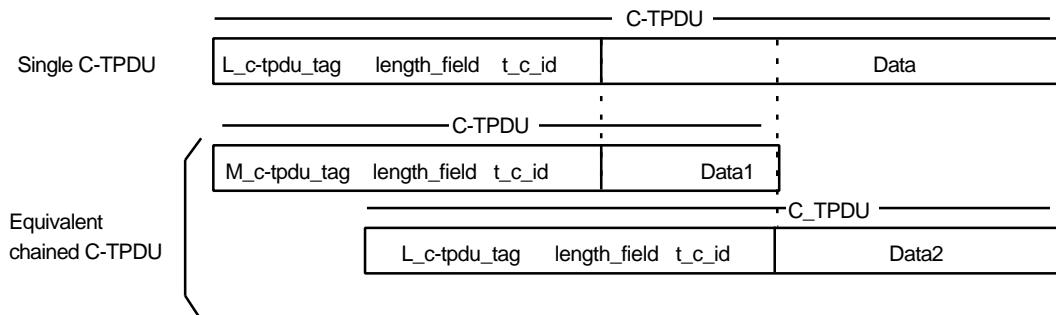 C-TPDU
Single C-TPDU L_c-tpdu_tag length_field t_c_id Data
C-TPDU
M_c-tpdu_tag length_field t_c_id Data1
C_TPDU
Equivalent
chained C-TPDU
L_c-tpdu_tag length_field t_c_id Data2